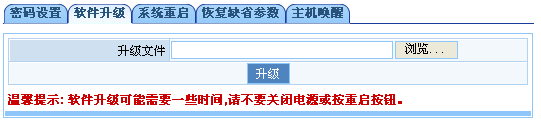 密码设置 软件升级 系统重启 恢复缺省参数 主机唤醒
升级文件 浏览...
升级
温馨提示: 软件升级可能需要一些时间,请不要关闭电源或按重启按钮。